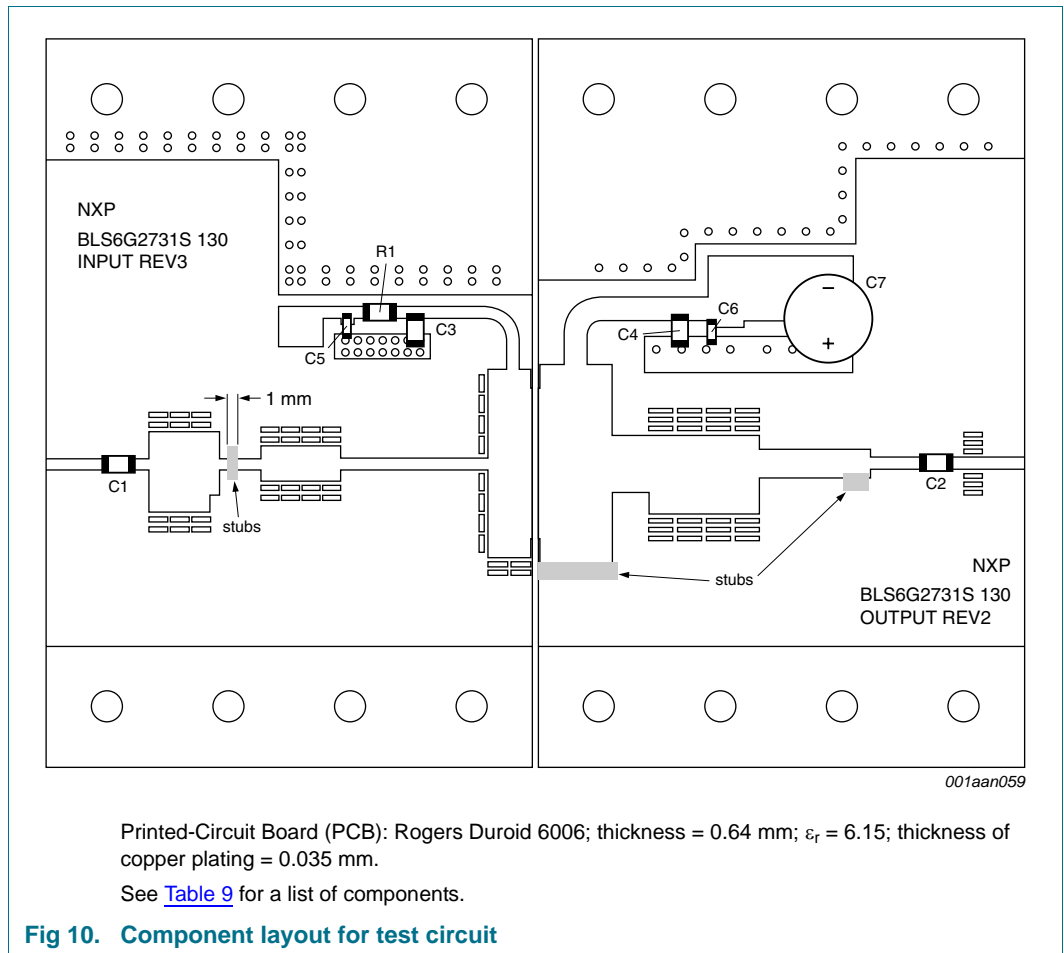 NXP
BLS6G2731S 130
INPUT REV3
R1
C5
C3
C4
C6
C7
−
+
1 mm
C1
stubs
C2
stubs
NXP
BLS6G2731S 130
OUTPUT REV2
001aan059
Printed-Circuit Board (PCB): Rogers Duroid 6006; thickness = 0.64 mm; εr = 6.15; thickness of
copper plating = 0.035 mm.
See Table 9 for a list of components.
Fig 10. Component layout for test circuit